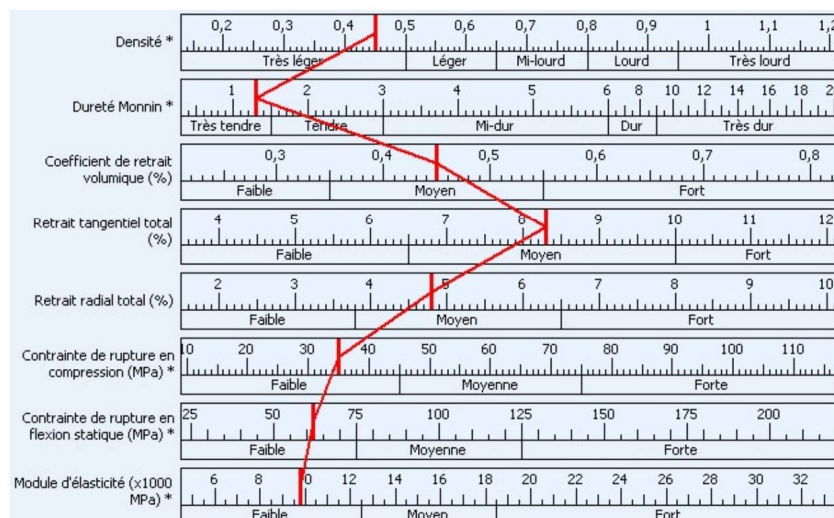 0,2 0,3 0,4 0,5 0,6 0,7 0,8 0,9 1 1,1 1,2
Densité *
Très léger Léger Mi-lourd Lourd Très lourd
1 2 3 4 5 6 8 10 12 14 16 18 20
Dureté Monnin *
Très tendre Tendre Mi-dur Dur Très dur
Coefficient de retrait
volumique (%)
0,3 0,4 0,5 0,6 0,7 0,8
Faible Moyen Fort
Retrait tangentiel total
(%)
4 5 6 7 8 9 10 11 12
Faible Moyen Fort
2 3 4 5 6 7 8 9 10
Retrait radial total (%)
Faible Moyen Fort
Contrainte de rupture en
compression (MPa) *
10 20 30 40 50 60 70 80 90 100 110
Faible Moyenne Forte
Contrainte de rupture en
flexion statique (MPa) *
25 50 75 100 125 150 175 200
Faible Moyenne Forte
Module d'élasticité (x1000
MPa) *
6 8 12 14 16 18 20 22 24 26 28 30 32
Faible Moyen Fort